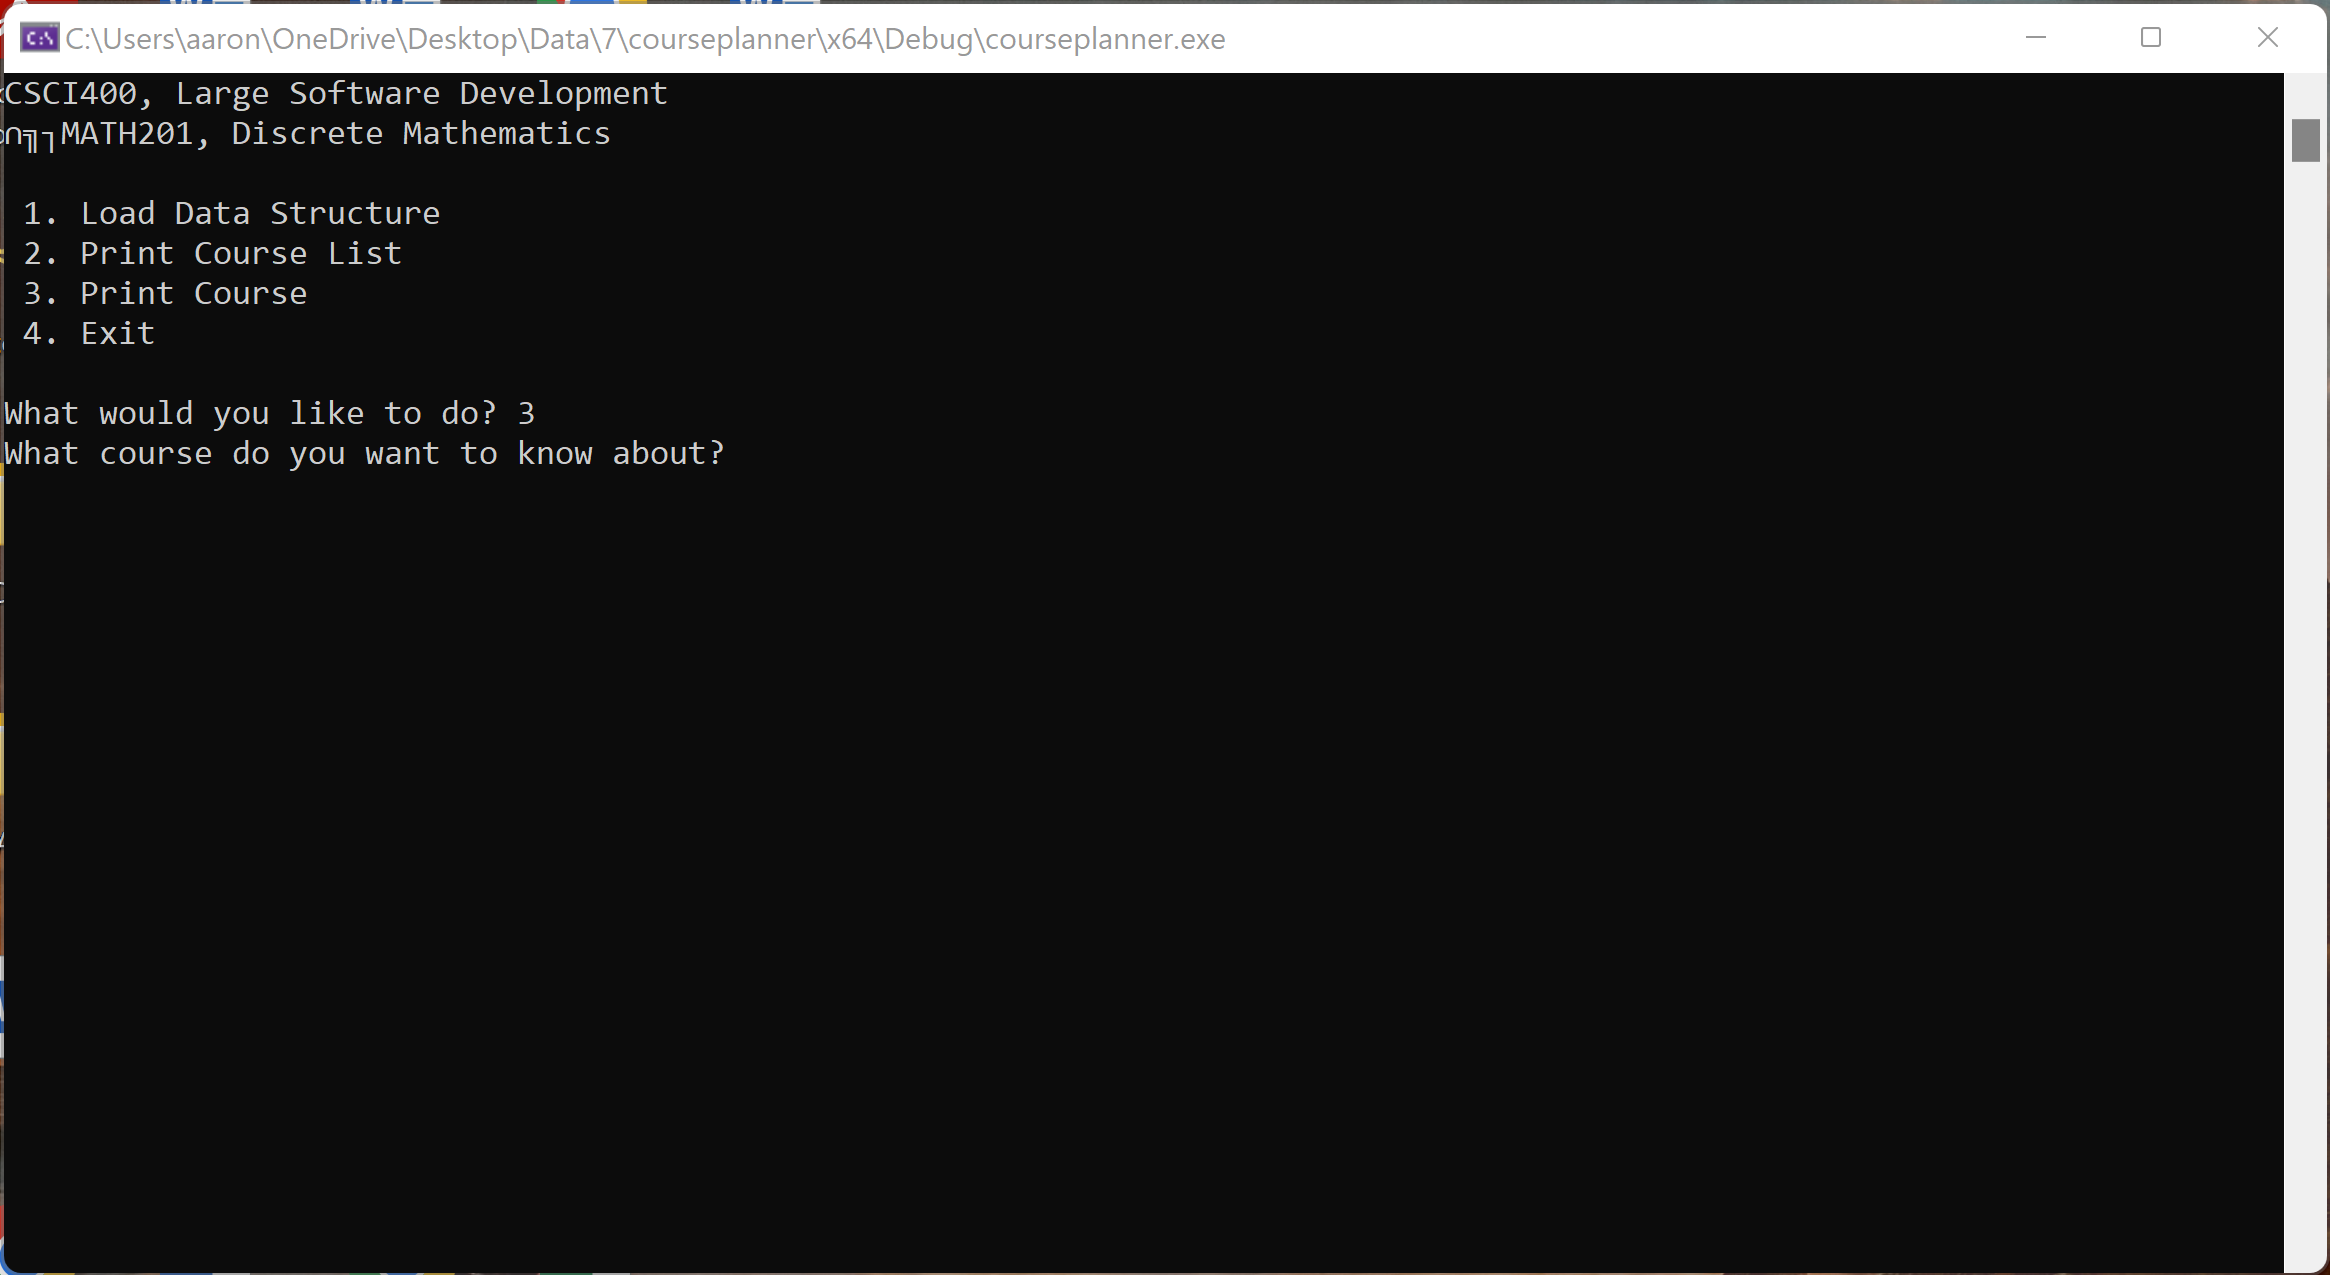 C:\Users\aaron\OneDrive\Desktop\Data\7\courseplanner\x64\Debug\courseplanner.exe
CSCI400, Large Software Development
∩╗┐MATH201, Discrete Mathematics
1. Load Data Structure
2. Print Course List
3. Print Course
4. Exit
What would you like to do? 3
What course do you want to know about?